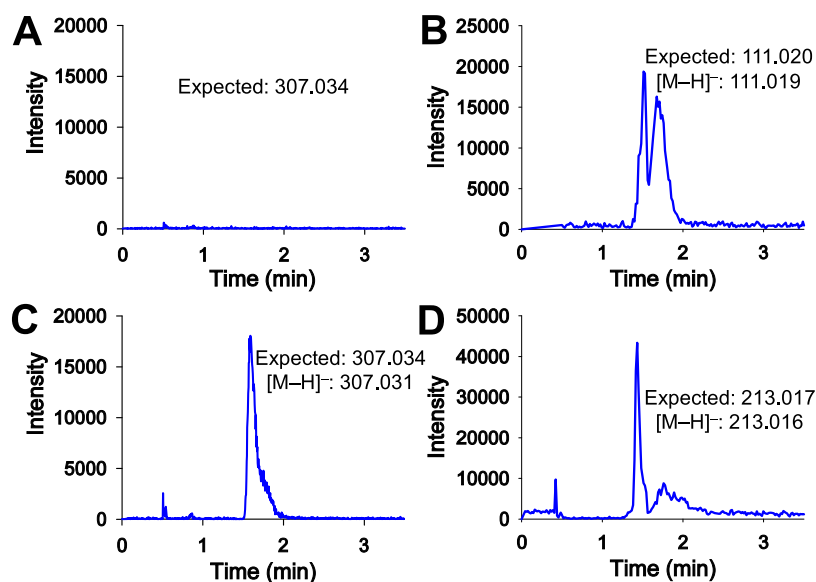 A
20000
15000
10000
5000
0
Intensity
Expected: 307.034
0 1 2 3
Time (min)
B
25000
20000
15000
10000
5000
0
Intensity
Expected: 111.020
[M–H]–: 111.019
0 1 2 3
Time (min)
C
20000
15000
10000
5000
0
Intensity
Expected: 307.034
[M–H]–: 307.031
0 1 2 3
Time (min)
D
50000
40000
30000
20000
10000
0
Intensity
Expected: 213.017
[M–H]–: 213.016
0 1 2 3
Time (min)